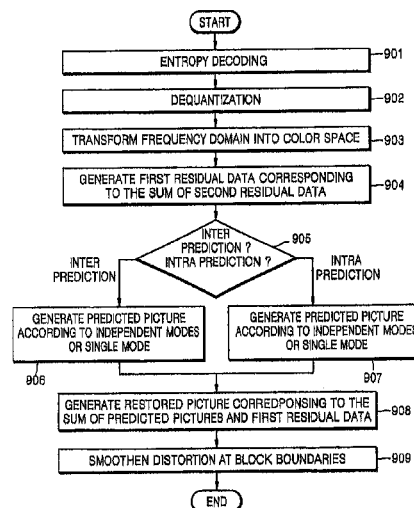 START
ENTROPY DECODING
901
DEQUANTIZATION
902
TRANSFORM FREQUENCY DOMAIN INTO COLOR SPACE
903
GENERATE FIRST RESIDUAL DATA CORRESPONDING
TO THE SUM OF SECOND RESIDUAL DATA
904
INTER
PREDICTION ?
INTRA PREDICTION ?
905
INTER
PREDICTION
INTRA
PREDICTION
GENERATE PREDICTED PICTURE
ACCORDING TO INDEPENDENT MODES
OR SINGLE MODE
906
GENERATE PREDICTED PICTURE
ACCORDING TO INDEPENDENT MODES
OR SINGLE MODE
907
GENERATE RESTORED PICTURE CORREDPONSING TO THE
SUM OF PREDICTED PICTURES AND FIRST RESIDUAL DATA
908
SMOOTHEN DISTORTION AT BLOCK BOUNDARIES
909
END